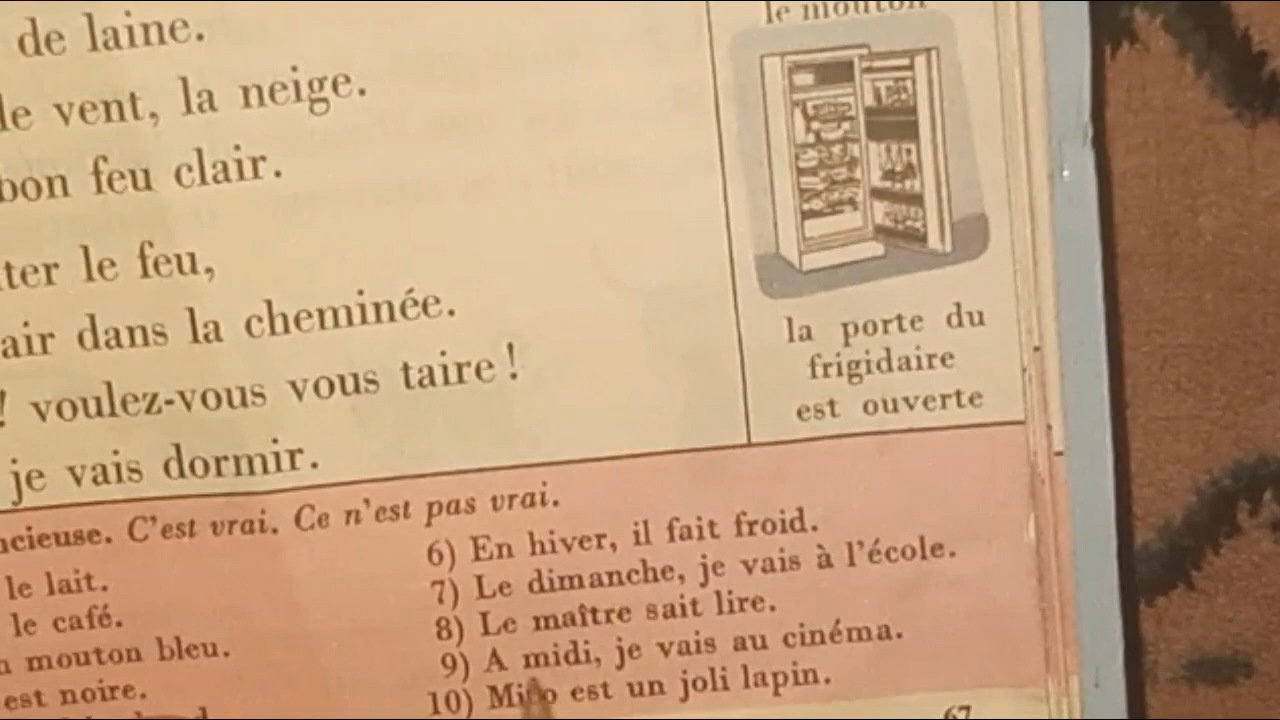 de laine.
le vent, la neige.
bon feu clair.
le feu,
dans la cheminée.
! voulez-vous vous taire !
je vais dormir.
le mouton
la porte du
frigidaire
est ouverte
C'est vrai. Ce n'est pas vrai.
le lait.
le café.
mouton bleu.
est noire.
6) En hiver, il fait froid.
7) Le dimanche, je vais à l'école.
8) Le maître sait lire.
9) A midi, je vais au cinéma.
10) est un joli lapin.
67